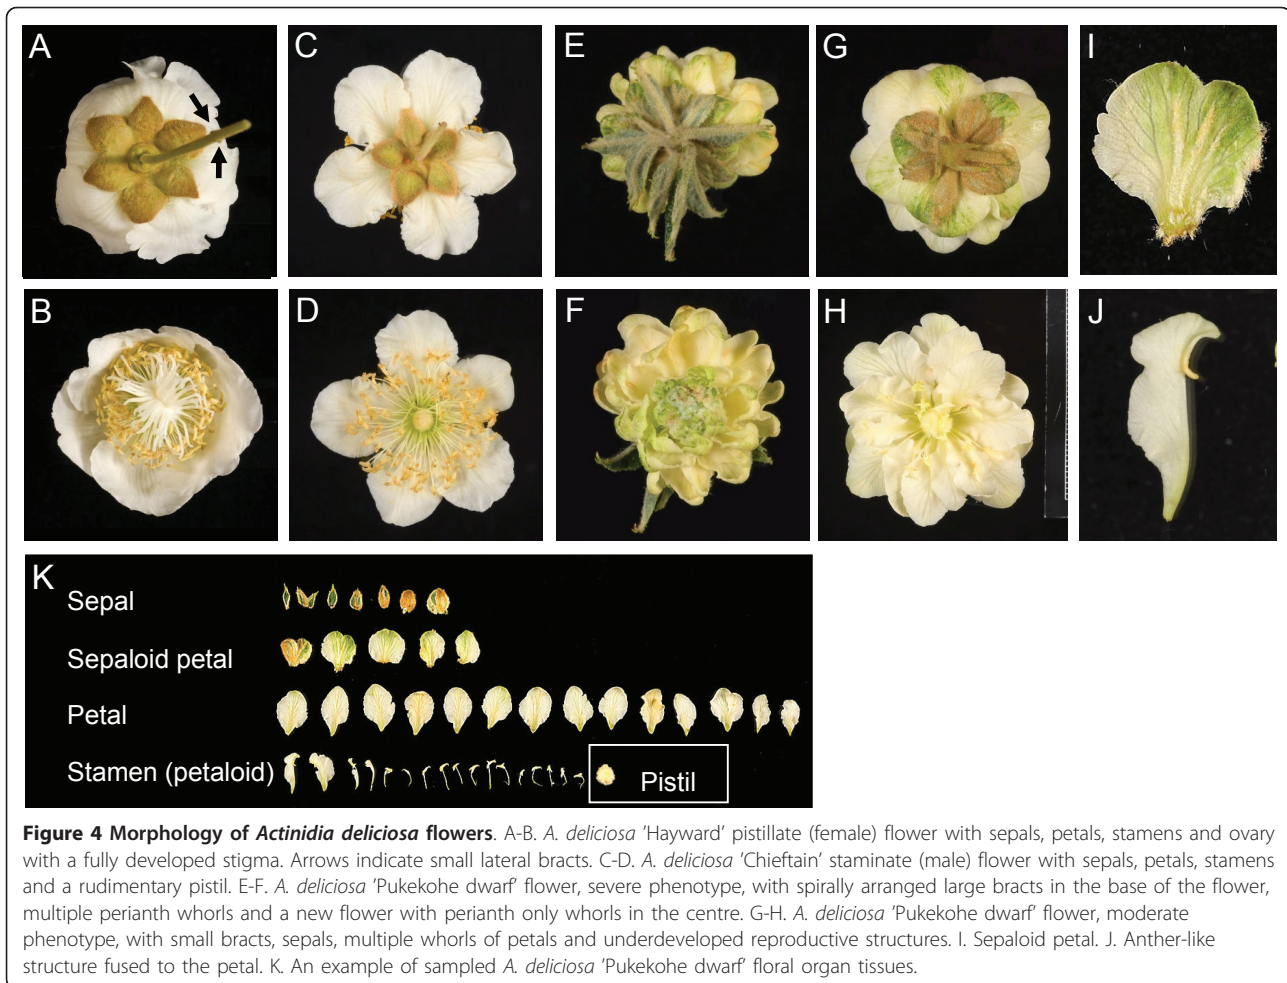 A
C
E
G
I
B
D
F
H
J
K
Sepal
Sepaloid petal
Petal
Stamen (petaloid)
Pistil
Figure 4 Morphology of Actinidia deliciosa flowers. A-B. A. deliciosa 'Hayward' pistillate (female) flower with sepals, petals, stamens and ovary
with a fully developed stigma. Arrows indicate small lateral bracts. C-D. A. deliciosa 'Chieftain' staminate (male) flower with sepals, petals, stamens
and a rudimentary pistil. E-F. A. deliciosa 'Pukekohe dwarf' flower, severe phenotype, with spirally arranged large bracts in the base of the flower,
multiple perianth whorls and a new flower with perianth only whorls in the centre. G-H. A. deliciosa 'Pukekohe dwarf' flower, moderate
phenotype, with small bracts, sepals, multiple whorls of petals and underdeveloped reproductive structures. I. Sepaloid petal. J. Anther-like
structure fused to the petal. K. An example of sampled A. deliciosa 'Pukekohe dwarf' floral organ tissues.